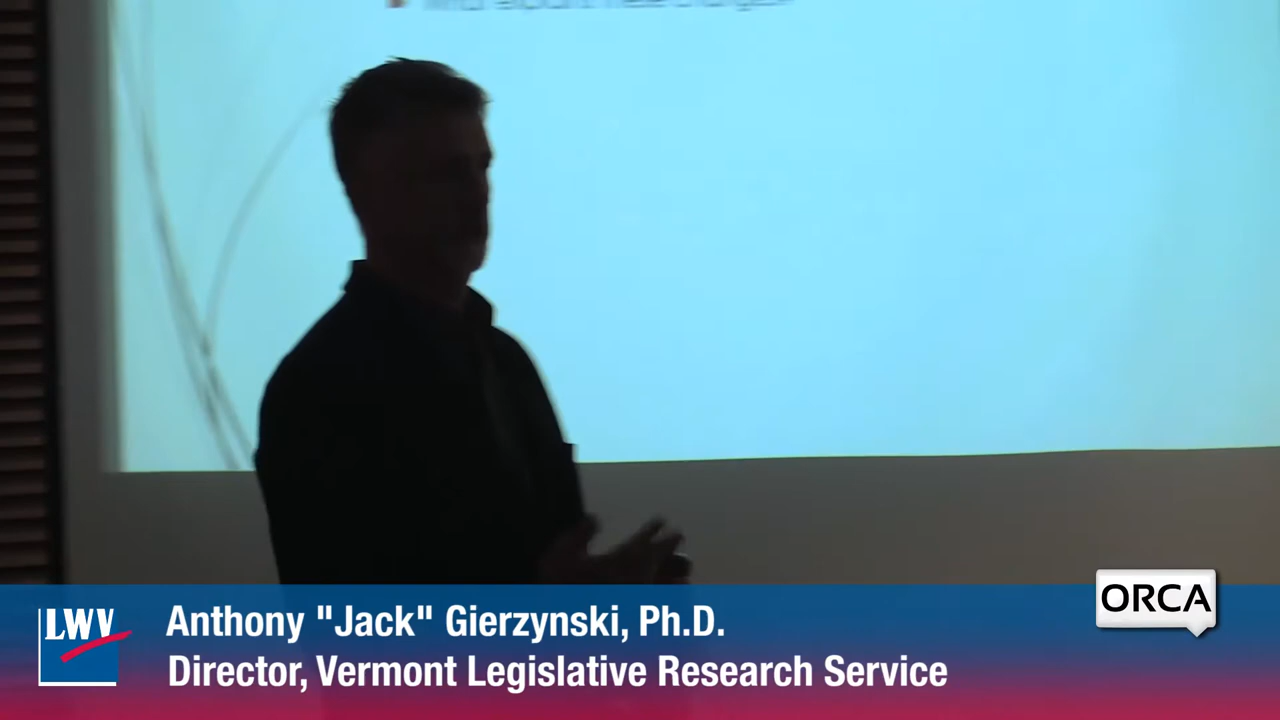 LWV
Anthony "Jack" Gierzynski, Ph.D.
Director, Vermont Legislative Research Service
ORCA